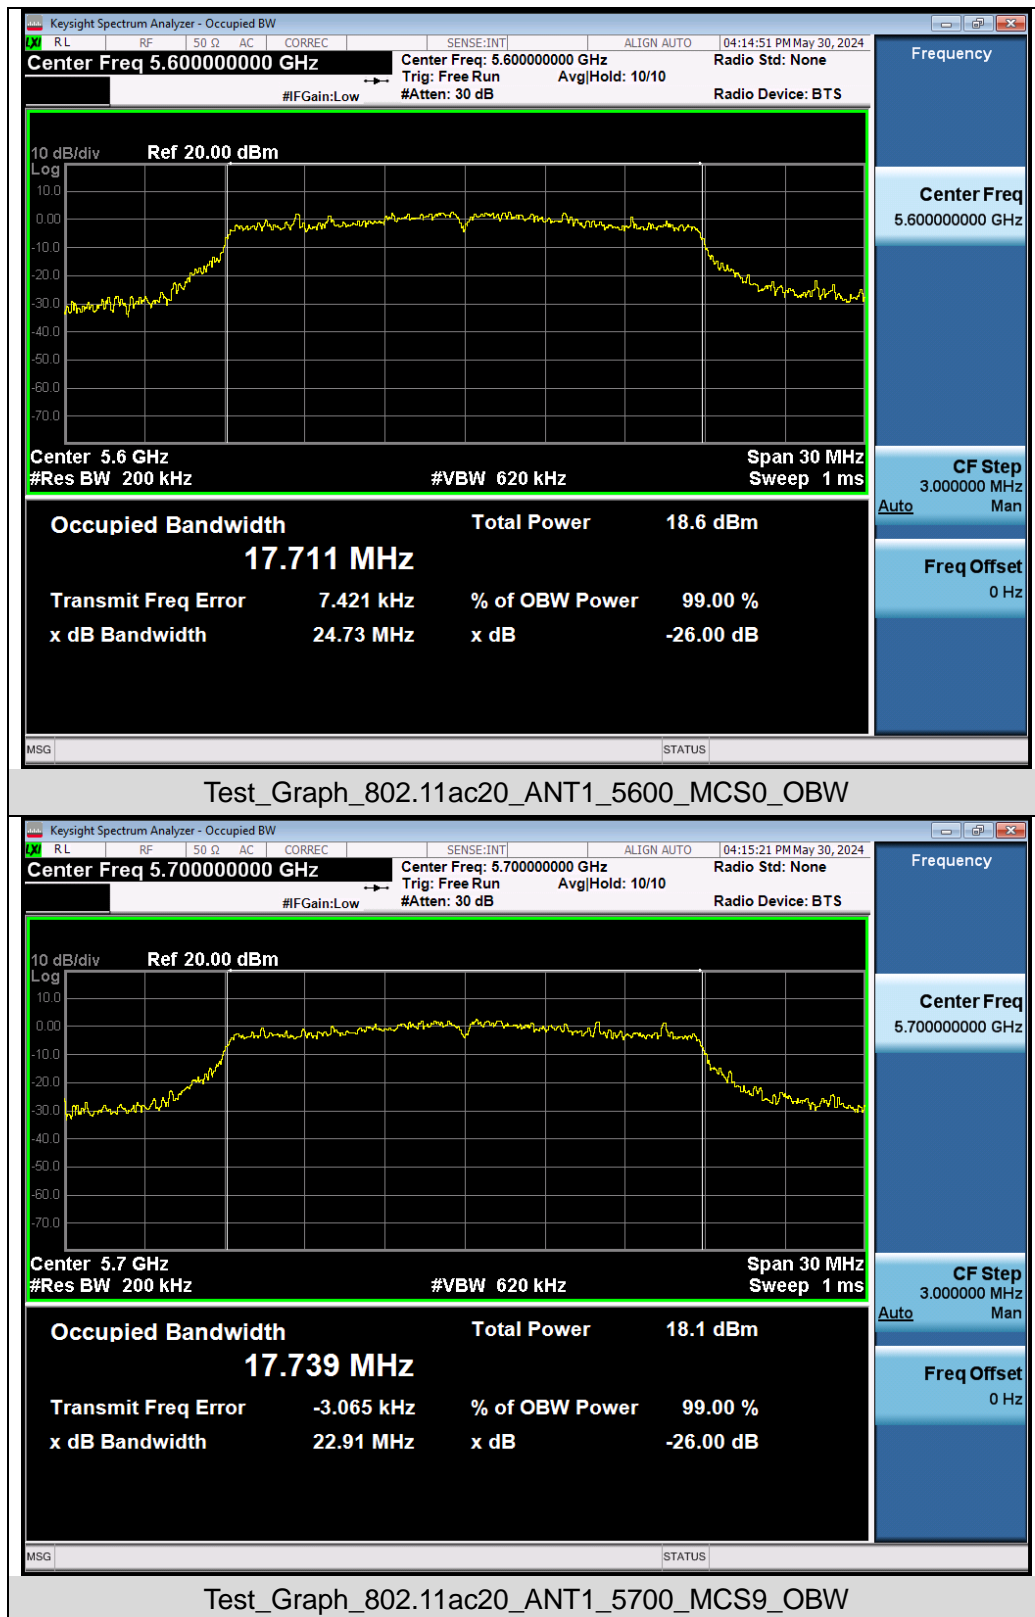 Keysight Spectrum Analyzer - Occupied BW
LXI RL RF 50 Ω AC CORREC SENSE:INT ALIGN AUTO 04:14:51 PM May 30, 2024
Center Freq 5.600000000 GHz
Center Freq: 5.600000000 GHz Radio Std: None
Trig: Free Run Avg|Hold: 10/10
#IFGain:Low #Atten: 30 dB Radio Device: BTS
10 dB/div Ref 20.00 dBm
Log
10.0
0.00
-10.0
-20.0
-30.0
-40.0
-50.0
-60.0
-70.0
Center 5.6 GHz Span 30 MHz
#Res BW 200 kHz #VBW 620 kHz Sweep 1 ms
Occupied Bandwidth Total Power 18.6 dBm
17.711 MHz
Transmit Freq Error 7.421 kHz % of OBW Power 99.00 %
x dB Bandwidth 24.73 MHz x dB -26.00 dB
MSG STATUS
Frequency
Center Freq
5.600000000 GHz
CF Step
3.000000 MHz
Auto Man
Freq Offset
0 Hz
Test_Graph_802.11ac20_ANT1_5600_MCS0_OBW
Keysight Spectrum Analyzer - Occupied BW
LXI RL RF 50 Ω AC CORREC SENSE:INT ALIGN AUTO 04:15:21 PM May 30, 2024
Center Freq 5.700000000 GHz
Center Freq: 5.700000000 GHz Radio Std: None
Trig: Free Run Avg|Hold: 10/10
#IFGain:Low #Atten: 30 dB Radio Device: BTS
10 dB/div Ref 20.00 dBm
Log
10.0
0.00
-10.0
-20.0
-30.0
-40.0
-50.0
-60.0
-70.0
Center 5.7 GHz Span 30 MHz
#Res BW 200 kHz #VBW 620 kHz Sweep 1 ms
Occupied Bandwidth Total Power 18.1 dBm
17.739 MHz
Transmit Freq Error -3.065 kHz % of OBW Power 99.00 %
x dB Bandwidth 22.91 MHz x dB -26.00 dB
MSG STATUS
Frequency
Center Freq
5.700000000 GHz
CF Step
3.000000 MHz
Auto Man
Freq Offset
0 Hz
Test_Graph_802.11ac20_ANT1_5700_MCS9_OBW